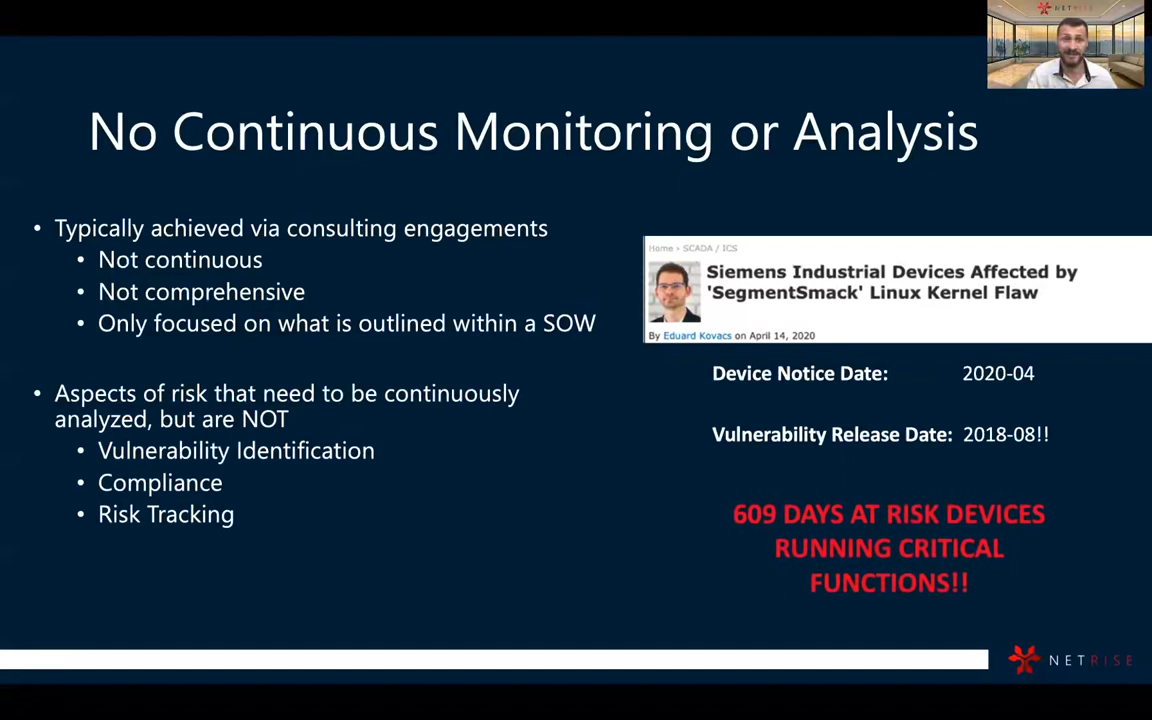 NETRISE
No Continuous Monitoring or Analysis
• Typically achieved via consulting engagements
• Not continuous
• Not comprehensive
• Only focused on what is outlined within a SOW
• Aspects of risk that need to be continuously
analyzed, but are NOT
• Vulnerability Identification
• Compliance
• Risk Tracking
Home › SCADA / ICS
Siemens Industrial Devices Affected by
'SegmentSmack' Linux Kernel Flaw
By Eduard Kovacs on April 14, 2020
Device Notice Date: 2020-04
Vulnerability Release Date: 2018-08!!
609 DAYS AT RISK DEVICES
RUNNING CRITICAL
FUNCTIONS!!
NETRISE